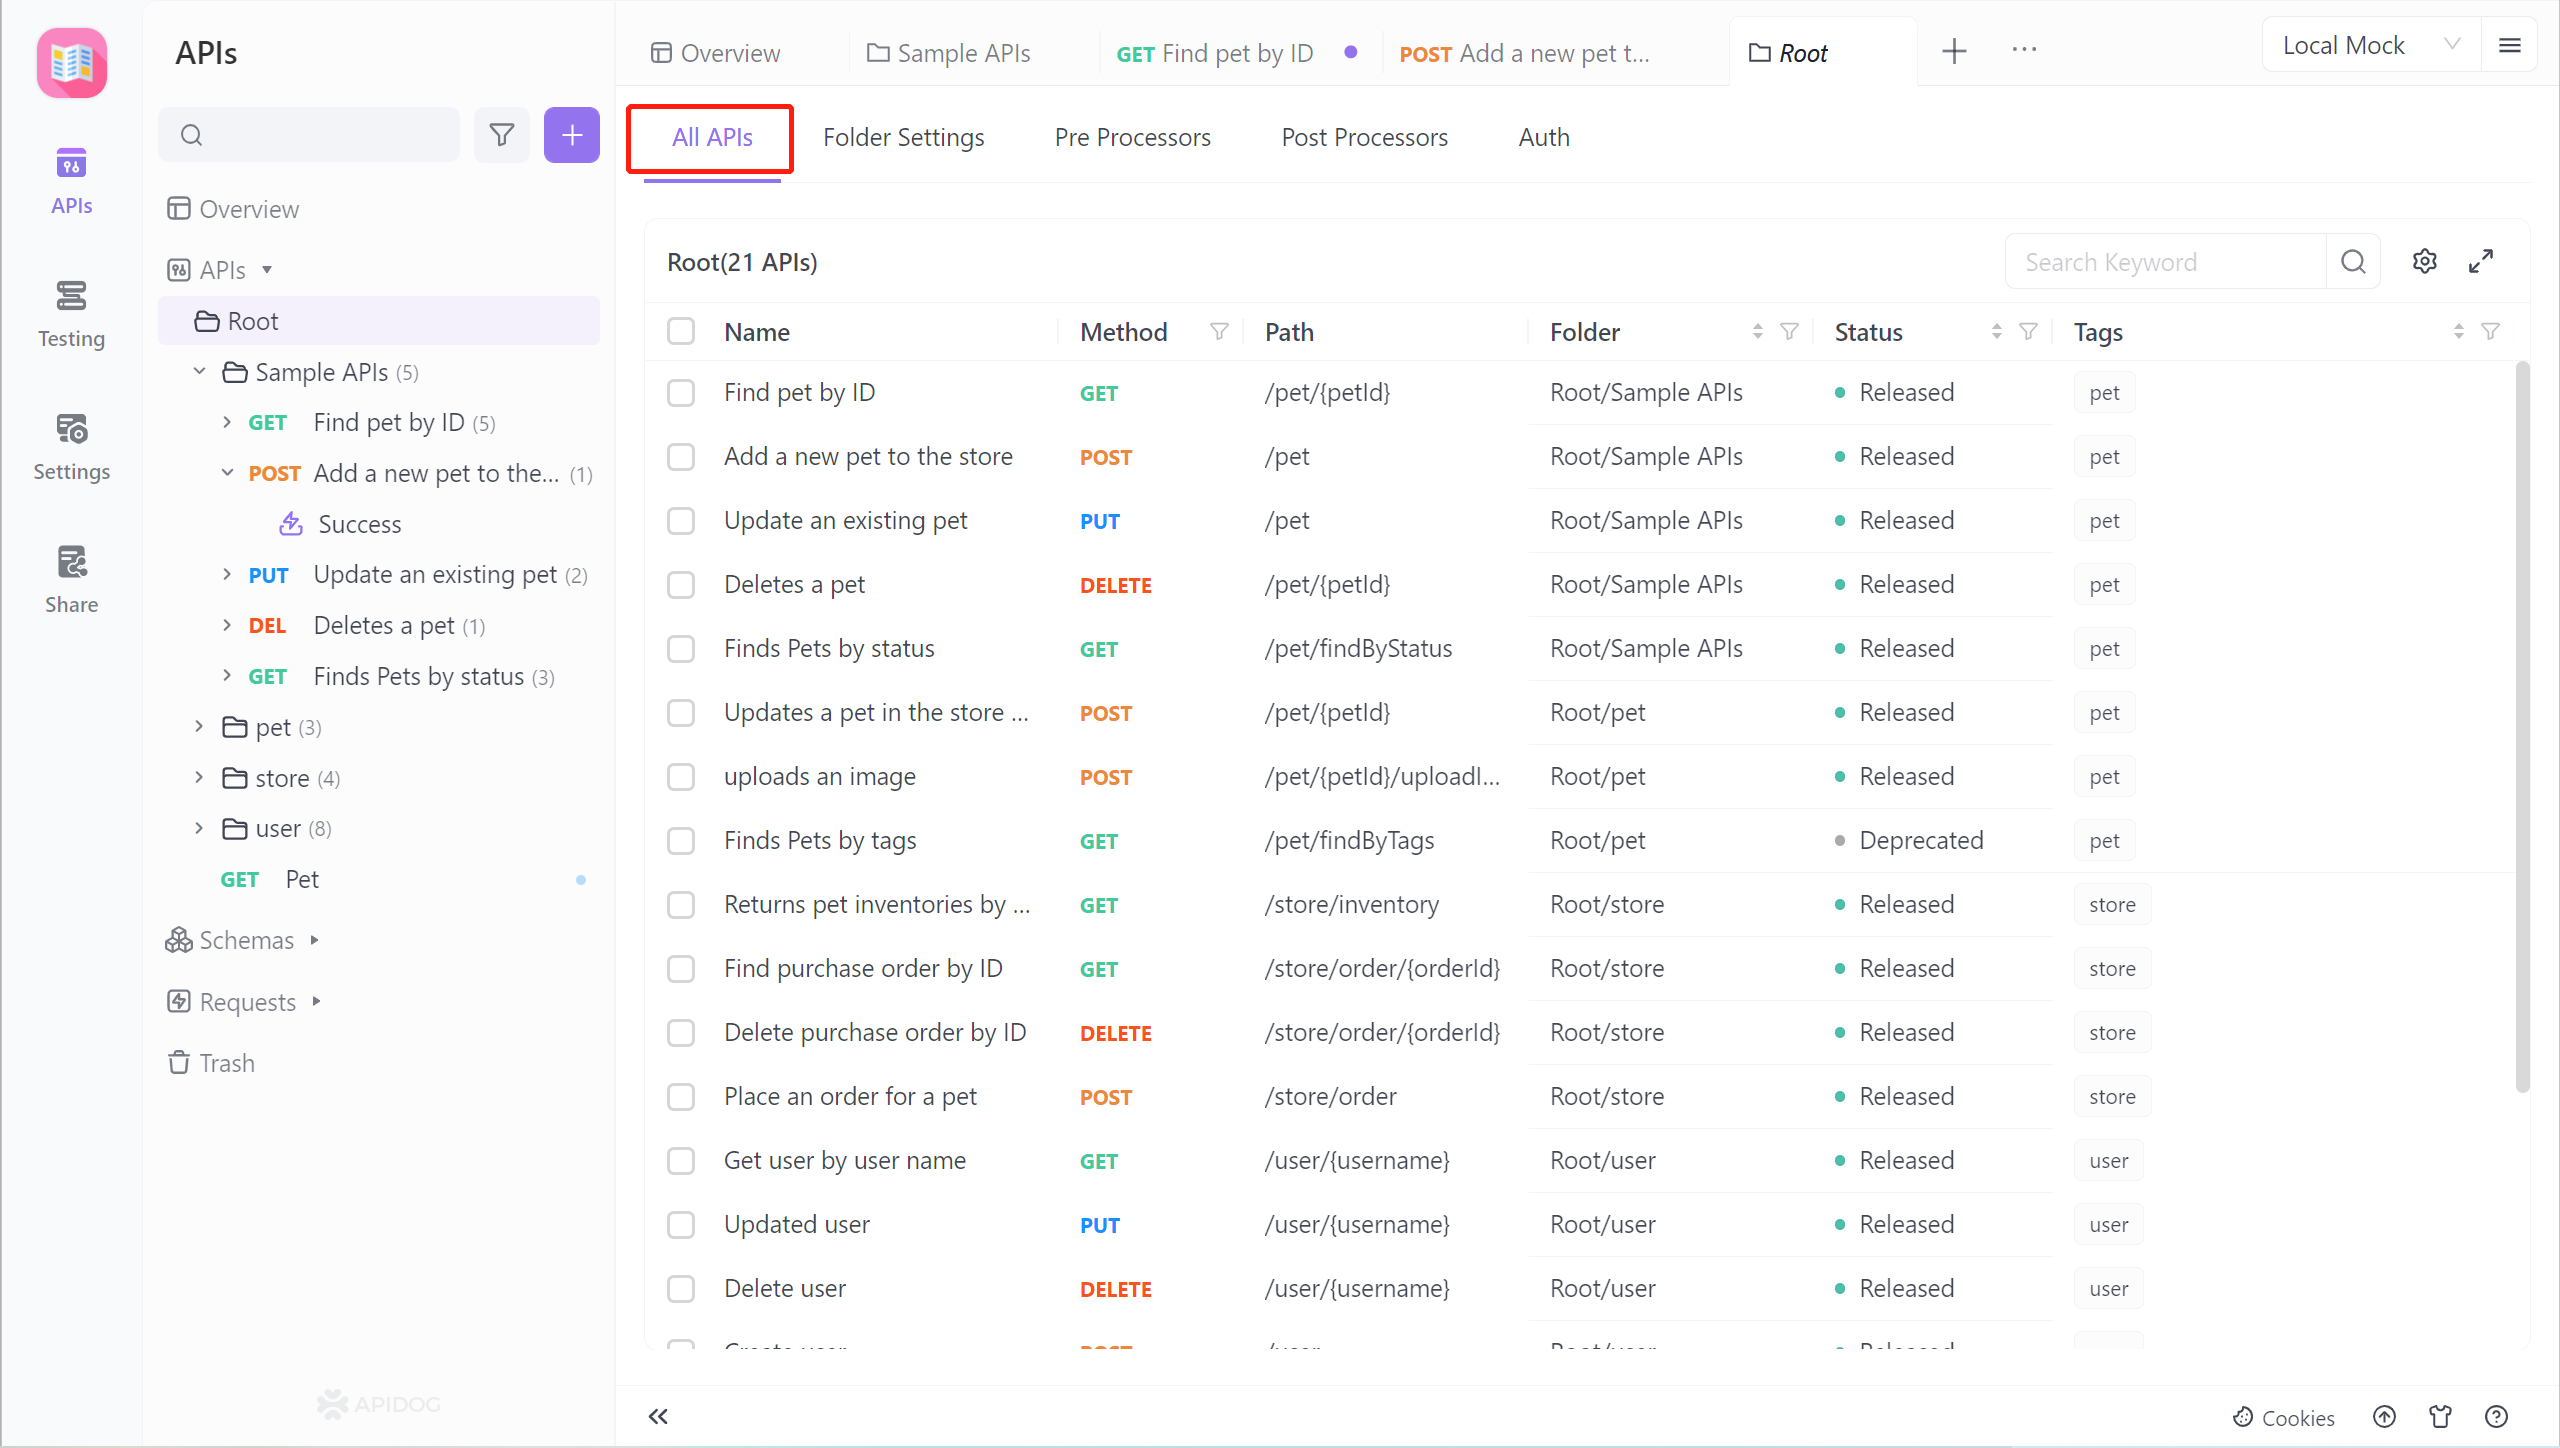 APIs
Overview
Sample APIs
GET Find pet by ID
POST Add a new pet t...
Root
Local Mock
All APIs
Folder Settings
Pre Processors
Post Processors
Auth
APIs
Testing
Settings
Share
Overview
APIs
Root
Sample APIs (5)
GET Find pet by ID (5)
POST Add a new pet to the... (1)
Success
PUT Update an existing pet (2)
DEL Deletes a pet (1)
GET Finds Pets by status (3)
pet (3)
store (4)
user (8)
GET Pet
Schemas
Requests
Trash
APIDOG
Root(21 APIs)
Search Keyword
Name Method Path Folder Status Tags
Find pet by ID GET /pet/{petId} Root/Sample APIs Released pet
Add a new pet to the store POST /pet Root/Sample APIs Released pet
Update an existing pet PUT /pet Root/Sample APIs Released pet
Deletes a pet DELETE /pet/{petId} Root/Sample APIs Released pet
Finds Pets by status GET /pet/findByStatus Root/Sample APIs Released pet
Updates a pet in the store ... POST /pet/{petId} Root/pet Released pet
uploads an image POST /pet/{petId}/uploadI... Root/pet Released pet
Finds Pets by tags GET /pet/findByTags Root/pet Deprecated pet
Returns pet inventories by ... GET /store/inventory Root/store Released store
Find purchase order by ID GET /store/order/{orderId} Root/store Released store
Delete purchase order by ID DELETE /store/order/{orderId} Root/store Released store
Place an order for a pet POST /store/order Root/store Released store
Get user by user name GET /user/{username} Root/user Released user
Updated user PUT /user/{username} Root/user Released user
Delete user DELETE /user/{username} Root/user Released user
Create user POST /user Root/user Released
Cookies